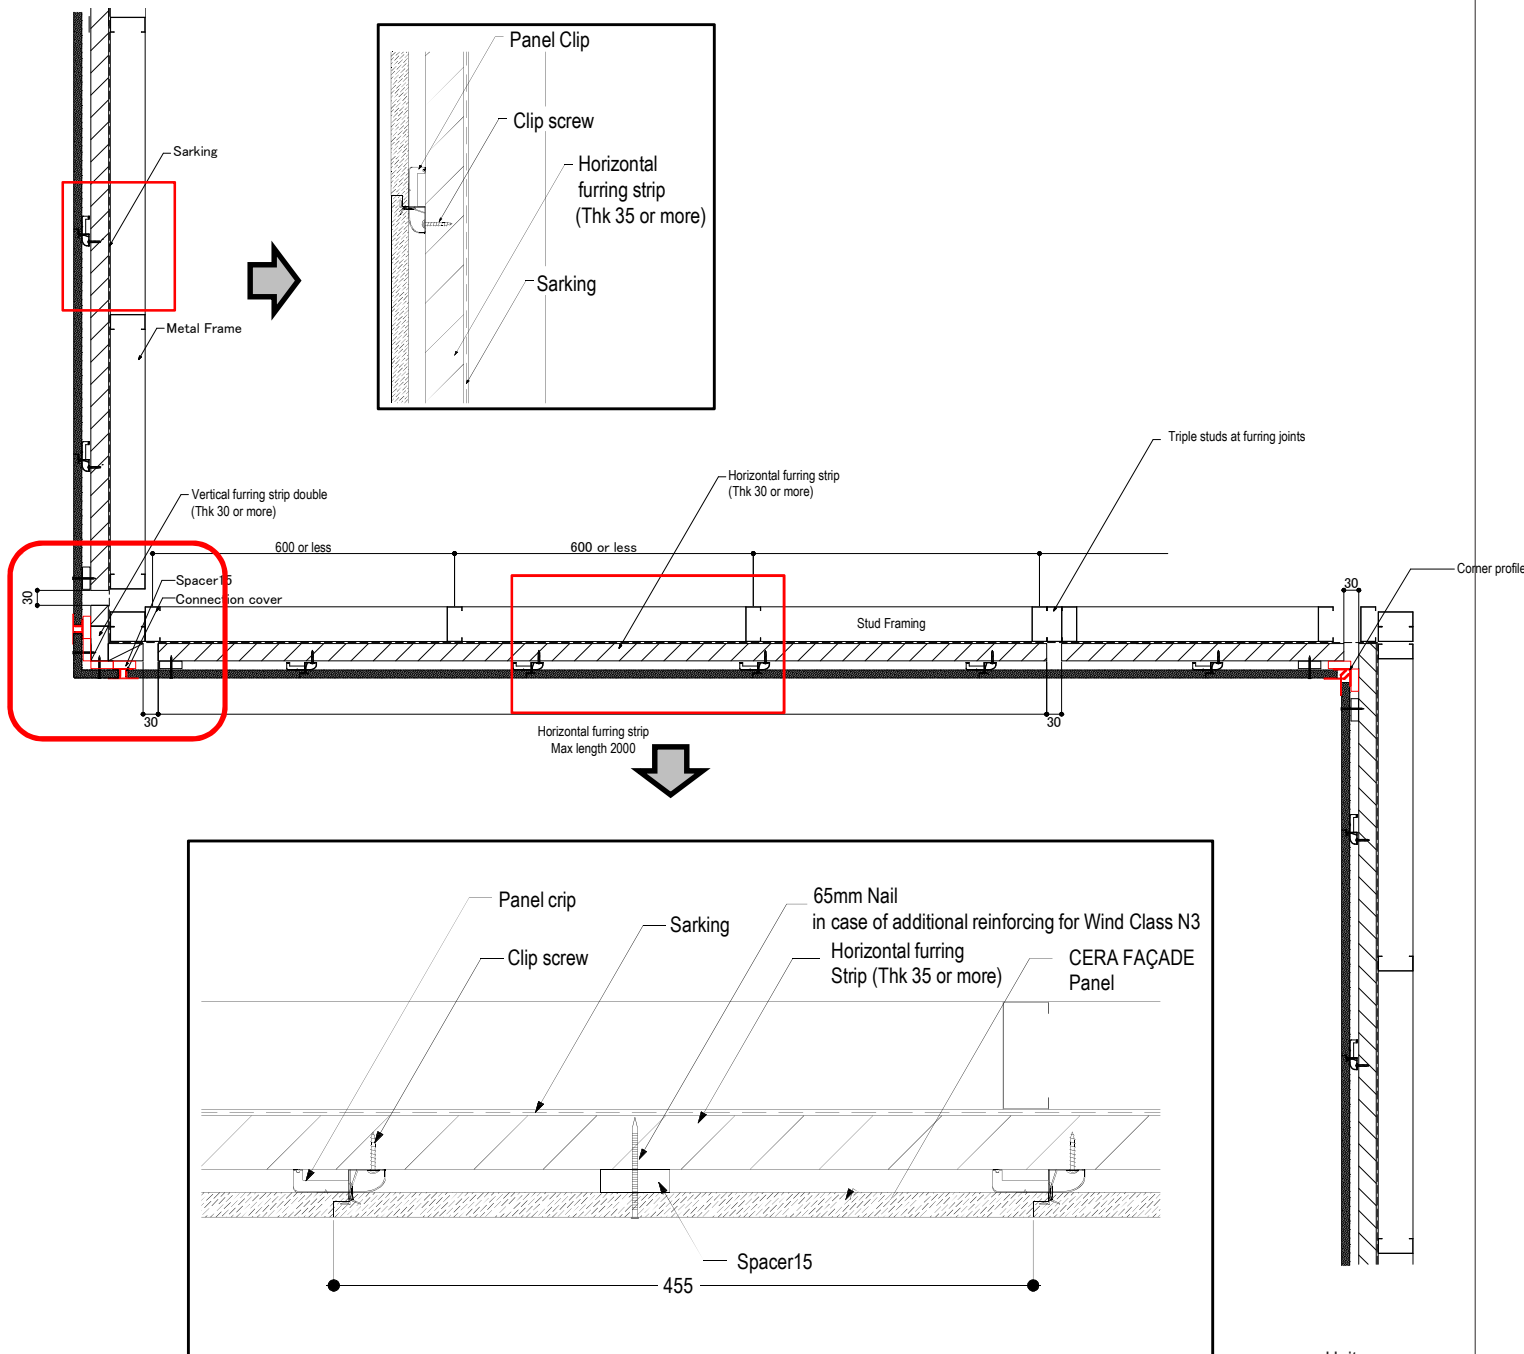 Panel Clip
Clip screw
Horizontal
furring strip
(Thk 35 or more)
Sarking
Sarking
Metal Frame
Triple studs at furring joints
Horizontal furring strip
(Thk 30 or more)
Vertical furring strip double
(Thk 30 or more)
600 or less
600 or less
Corner profile
Spacer15
Connection cover
30
30
Stud Framing
30
30
Horizontal furring strip
Max length 2000
Panel crip
65mm Nail
in case of additional reinforcing for Wind Class N3
Sarking
Clip screw
Horizontal furring
Strip (Thk 35 or more)
CERA FAÇADE
Panel
Spacer15
455